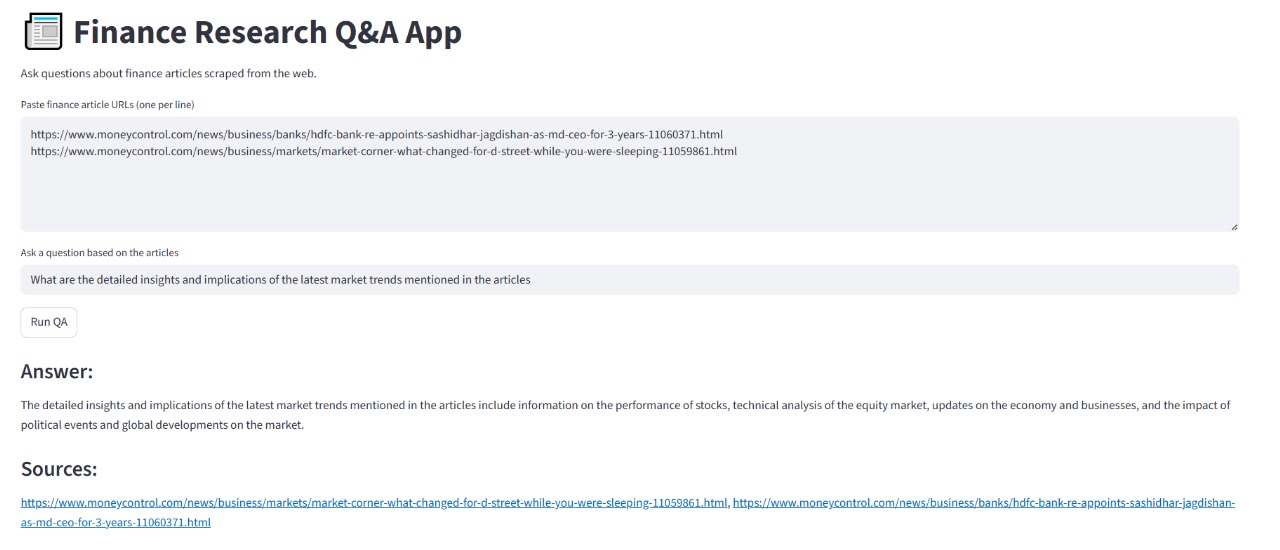 Finance Research Q&A App
Ask questions about finance articles scraped from the web.
Paste finance article URLs (one per line)
https://www.moneycontrol.com/news/business/banks/hdfc-bank-re-appoints-sashidhar-jagdishan-as-md-ceo-for-3-years-11060371.html
https://www.moneycontrol.com/news/business/markets/market-corner-what-changed-for-d-street-while-you-were-sleeping-11059861.html
Ask a question based on the articles
What are the detailed insights and implications of the latest market trends mentioned in the articles
Run QA
Answer:
The detailed insights and implications of the latest market trends mentioned in the articles include information on the performance of stocks, technical analysis of the equity market, updates on the economy and businesses, and the impact of
political events and global developments on the market.
Sources:
https://www.moneycontrol.com/news/business/markets/market-corner-what-changed-for-d-street-while-you-were-sleeping-11059861.html, https://www.moneycontrol.com/news/business/banks/hdfc-bank-re-appoints-sashidhar-jagdishan-
as-md-ceo-for-3-years-11060371.html